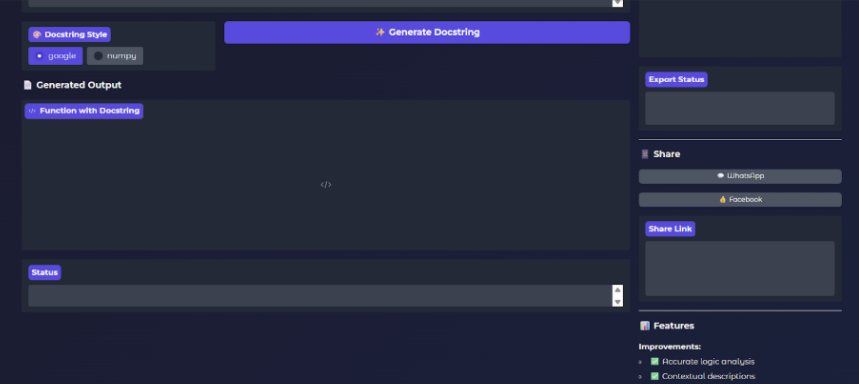 Docstring Style
google
numpy
✨ Generate Docstring
Generated Output
</> Function with Docstring
</>
Status
Export Status
Share
WhatsApp
Facebook
Share Link
Features
Improvements:
✅ Accurate logic analysis
✅ Contextual descriptions